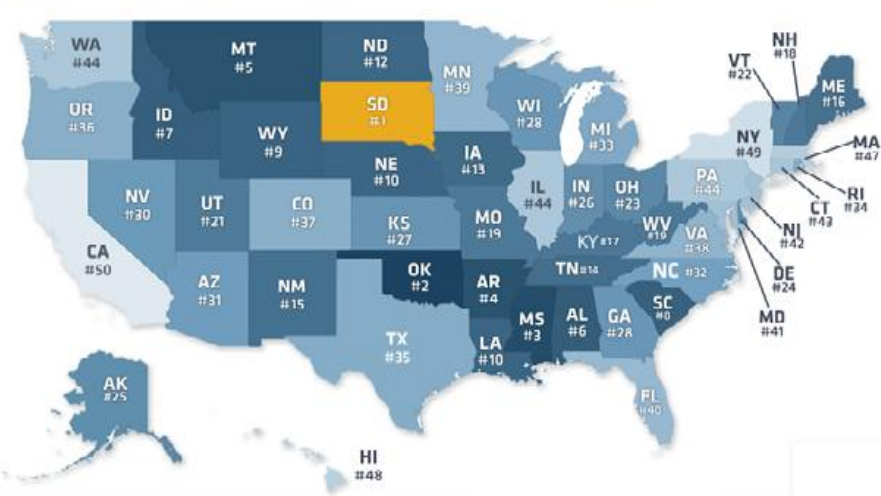 WA
#44
MT
#5
ND
#12
MN
#39
OR
#36
ID
#7
WY
#9
SD
#1
WI
#28
MI
#33
VT
#22
NH
#18
ME
#16
NY
#49
MA
#47
RI
#34
CT
#43
NJ
#42
DE
#24
MD
#41
PA
#44
NV
#30
UT
#21
CO
#37
NE
#10
IA
#13
IL
#44
IN
#26
OH
#23
WV
#19
VA
#38
CA
#50
KS
#27
MO
#19
KY #17
AZ
#31
NM
#15
OK
#2
AR
#4
TN #14
NC #32
SC
TX
#35
LA
#10
MS
#3
AL
#6
GA
#28
FL
#40
AK
#25
HI
#48